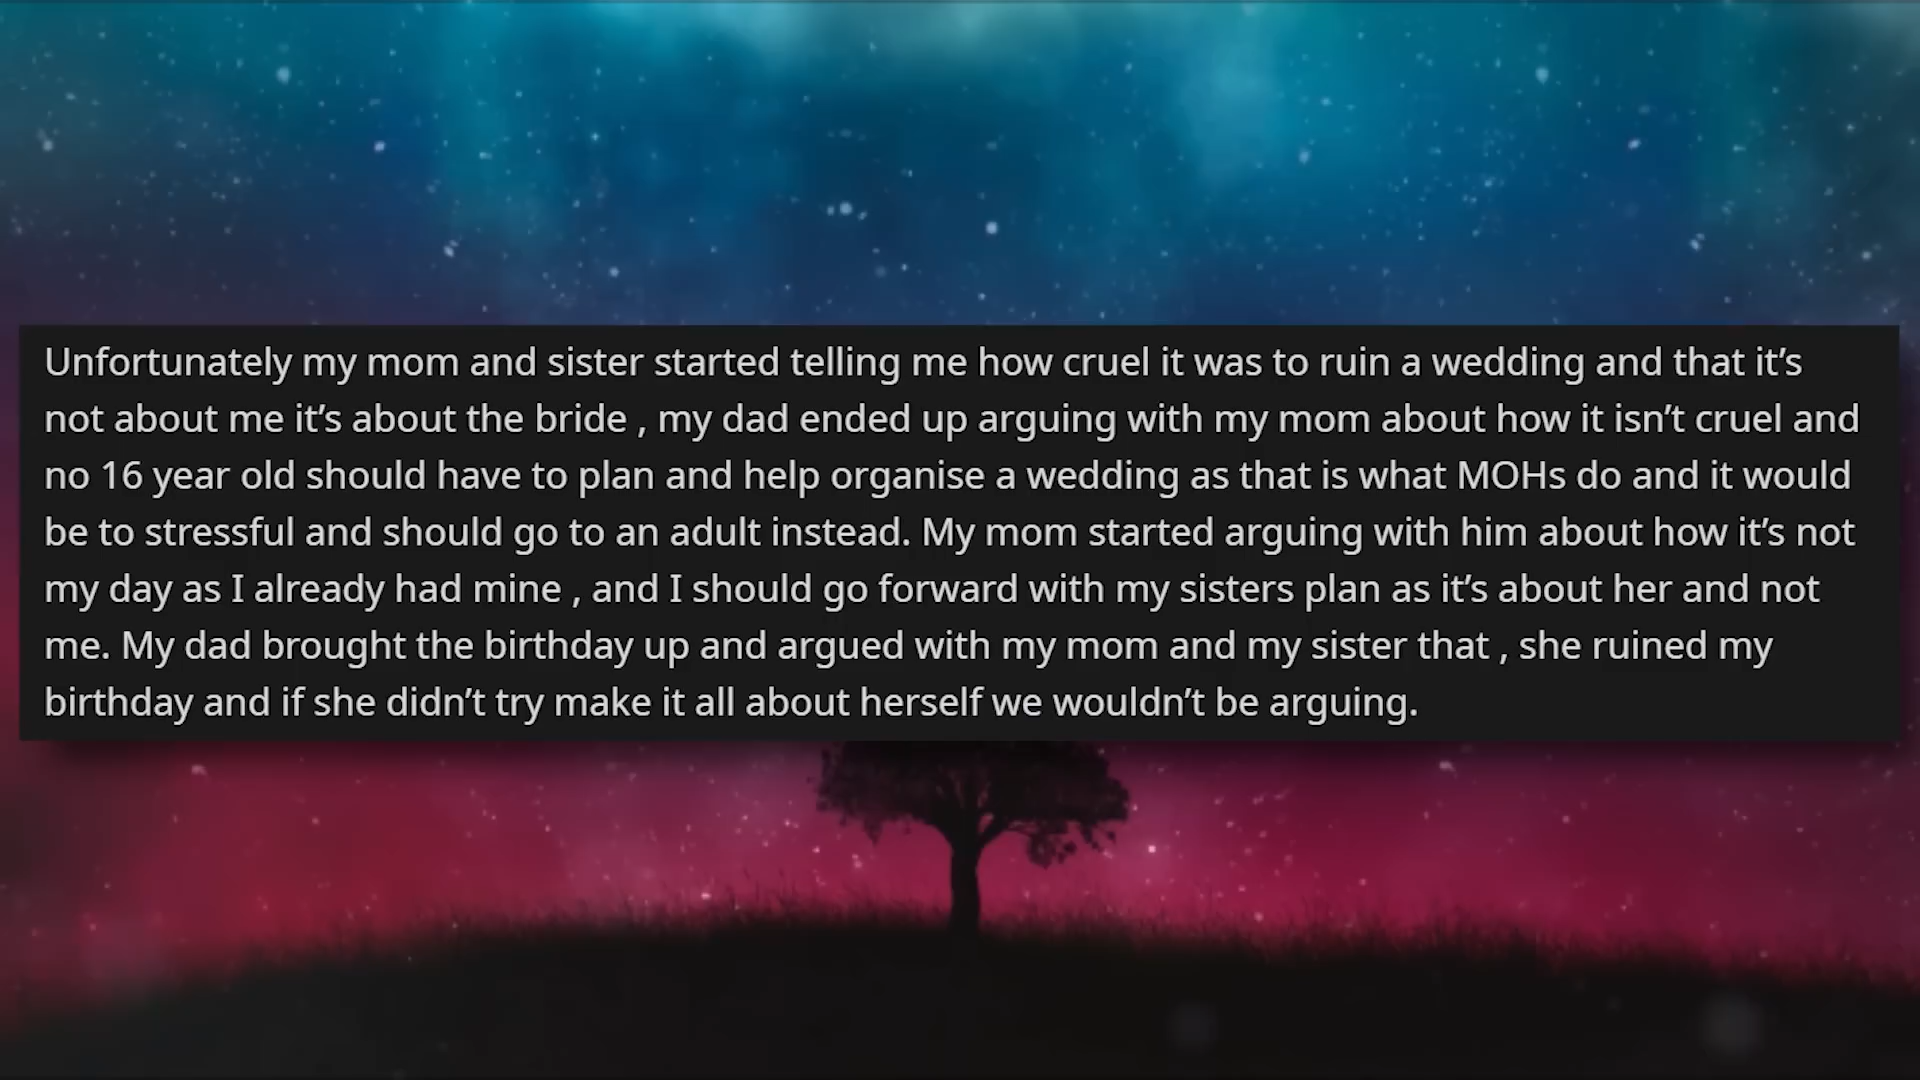 Unfortunately my mom and sister started telling me how cruel it was to ruin a wedding and that it’s
not about me it’s about the bride , my dad ended up arguing with my mom about how it isn’t cruel and
no 16 year old should have to plan and help organise a wedding as that is what MOHs do and it would
be to stressful and should go to an adult instead. My mom started arguing with him about how it’s not
my day as I already had mine , and I should go forward with my sisters plan as it’s about her and not
me. My dad brought the birthday up and argued with my mom and my sister that , she ruined my
birthday and if she didn’t try make it all about herself we wouldn’t be arguing.